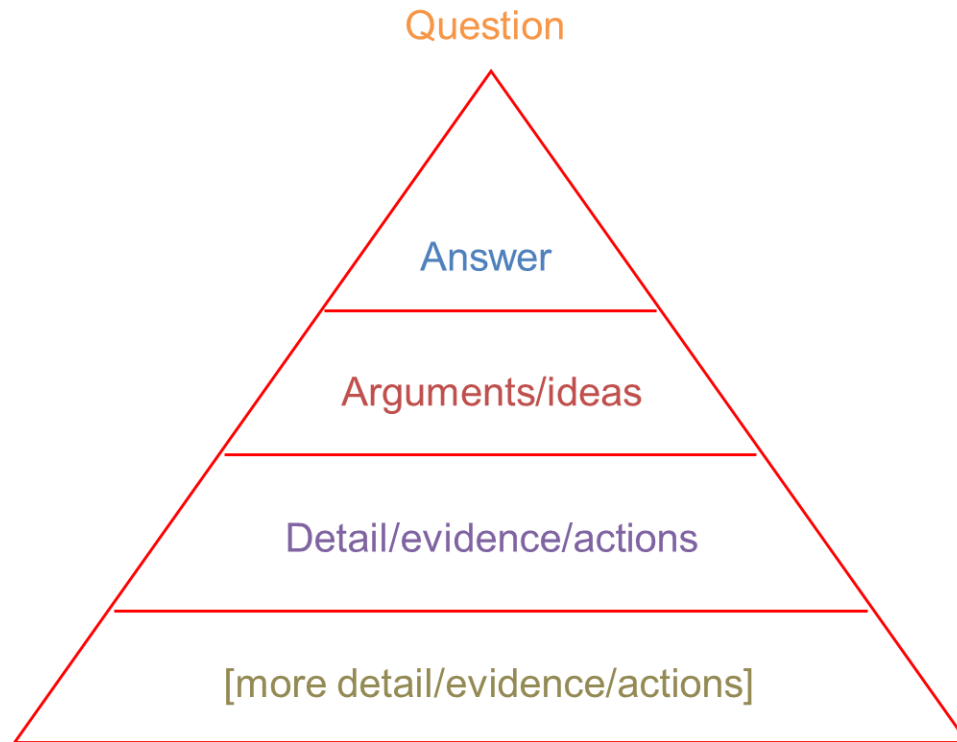 Question
Answer
Arguments/ideas
Detail/evidence/actions
[more detail/evidence/actions]